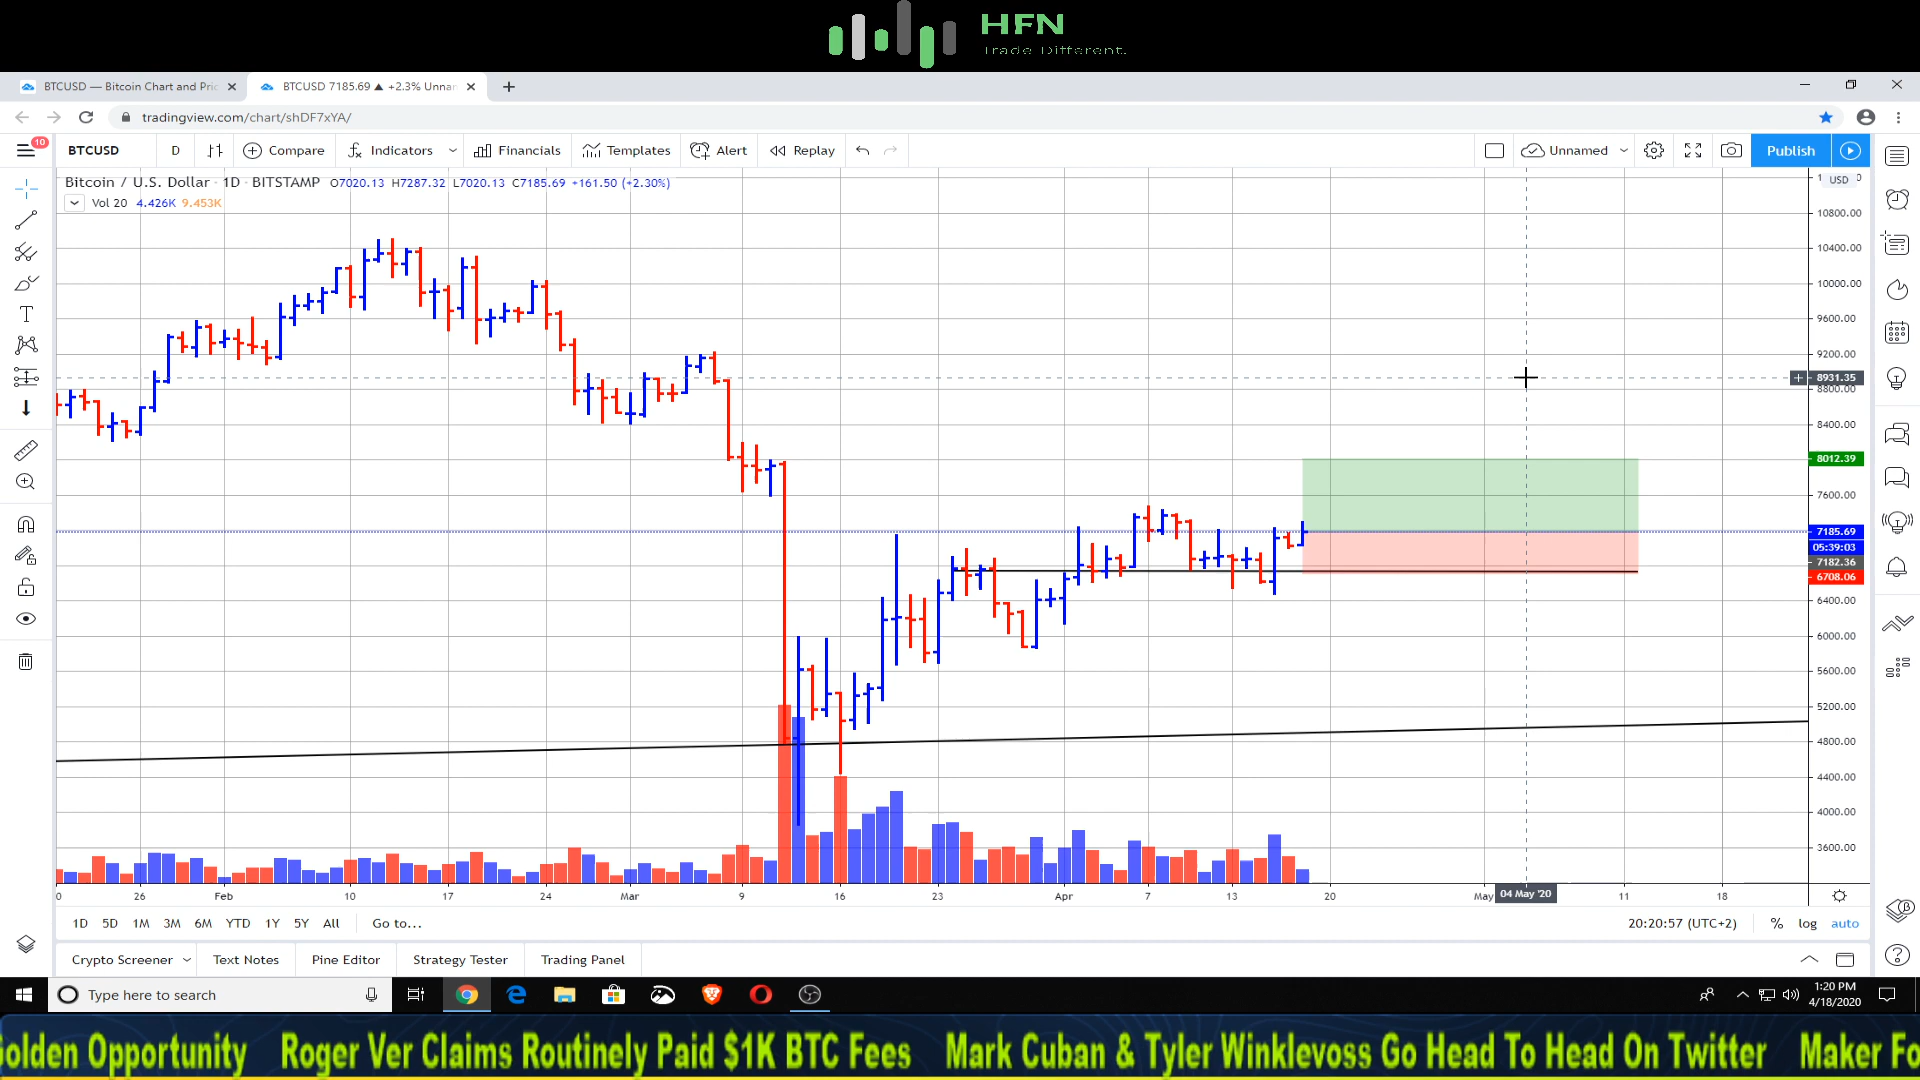 HFN
Trade Different.
BTCUSD — Bitcoin Chart and Pric
BTCUSD 7185.69 ▲ +2.3% Unnar
tradingview.com/chart/shDF7xYA/
10
BTCUSD D Compare Indicators Financials Templates Alert Replay Unnamed Publish
Bitcoin / U.S. Dollar · 1D · BITSTAMP O7020.13 H7287.32 L7020.13 C7185.69 +161.50 (+2.30%)
USD
Vol 20 4.426K 9.453K
10800.00
10400.00
10000.00
9600.00
9200.00
8931.35
8800.00
8400.00
8012.39
7600.00
7185.69
05:39:03
7182.36
6708.06
6400.00
6000.00
5600.00
5200.00
4800.00
4400.00
4000.00
3600.00
0 26 Feb 10 17 24 Mar 9 16 23 Apr 7 13 20 May 04 May '20 11 18
1D 5D 1M 3M 6M YTD 1Y 5Y All Go to... 20:20:57 (UTC+2) % log auto
Crypto Screener Text Notes Pine Editor Strategy Tester Trading Panel
Type here to search
1:20 PM
4/18/2020
olden Opportunity Roger Ver Claims Routinely Paid $1K BTC Fees Mark Cuban & Tyler Winklevoss Go Head To Head On Twitter Maker Fo